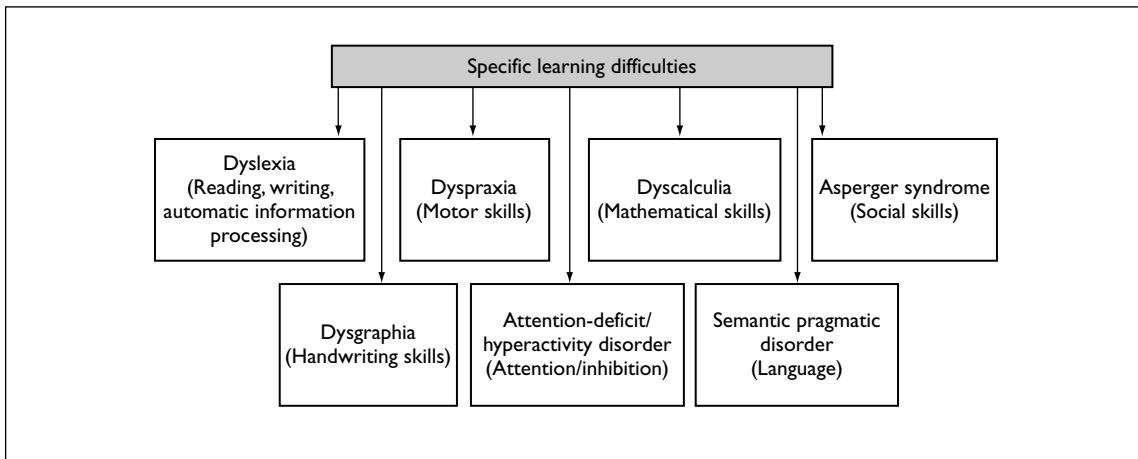 Specific learning difficulties
Dyslexia
(Reading, writing,
automatic information
processing)
Dyspraxia
(Motor skills)
Dyscalculia
(Mathematical skills)
Asperger syndrome
(Social skills)
Dysgraphia
(Handwriting skills)
Attention-deficit/
hyperactivity disorder
(Attention/inhibition)
Semantic pragmatic
disorder
(Language)